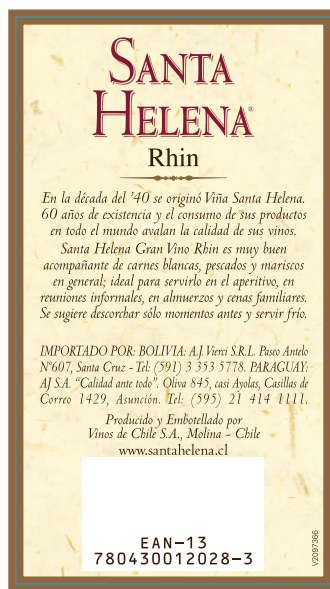 SANTA
HELENA®
Rhin
En la década del ’40 se originó Viña Santa Helena.
60 años de existencia y el consumo de sus productos
en todo el mundo avalan la calidad de sus vinos.
Santa Helena Gran Vino Rhin es muy buen
acompañante de carnes blancas, pescados y mariscos
en general; ideal para servirlo en el aperitivo, en
reuniones informales, en almuerzos y cenas familiares.
Se sugiere descorchar sólo momentos antes y servir frío.
IMPORTADO POR: BOLIVIA: A.J. Vierci S.R.L. Paseo Antelo
N°607, Santa Cruz - Tel: (591) 3 353 5778. PARAGUAY:
AJ S.A. “Calidad ante todo”. Oliva 845, casi Ayolas, Casillas de
Correo 1429, Asunción. Tel: (595) 21 414 1111.
Producido y Embotellado por
Vinos de Chile S.A., Molina - Chile
www.santahelena.cl
EAN-13
780430012028-3
V2097366